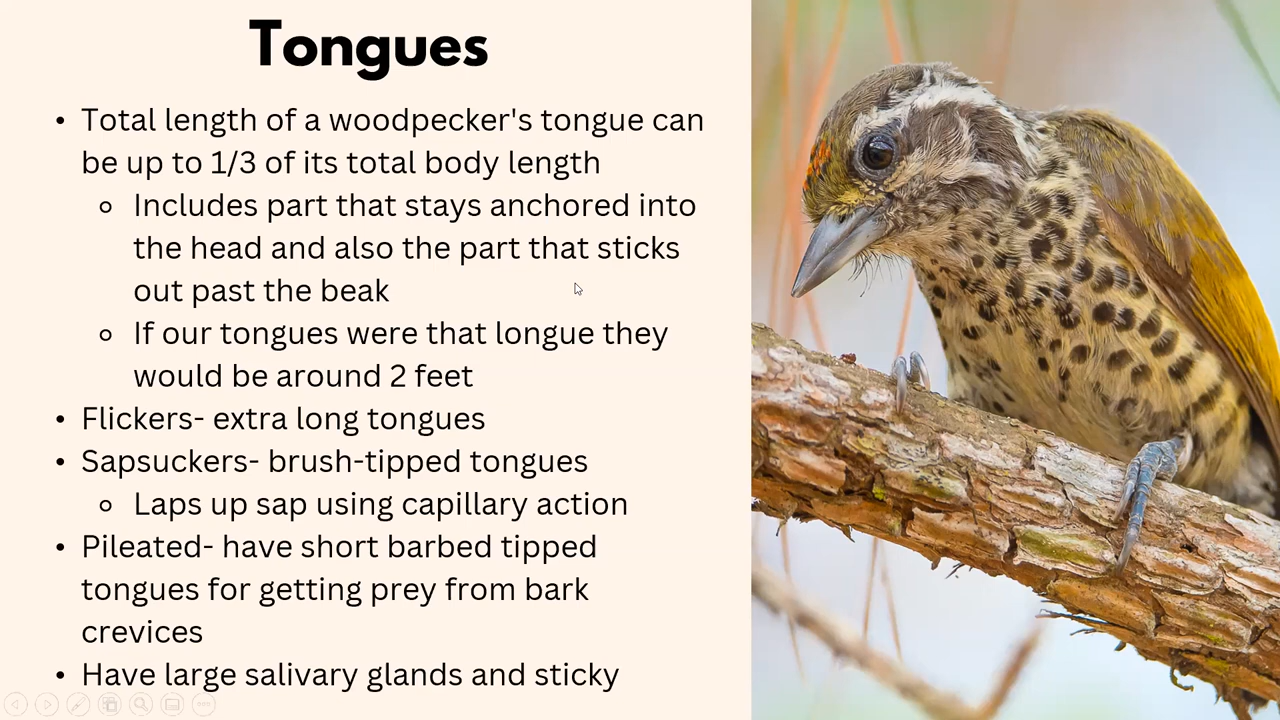 Tongues
• Total length of a woodpecker's tongue can
be up to 1/3 of its total body length
◦ Includes part that stays anchored into
the head and also the part that sticks
out past the beak
◦ If our tongues were that longue they
would be around 2 feet
• Flickers- extra long tongues
• Sapsuckers- brush-tipped tongues
◦ Laps up sap using capillary action
• Pileated- have short barbed tipped
tongues for getting prey from bark
crevices
• Have large salivary glands and sticky